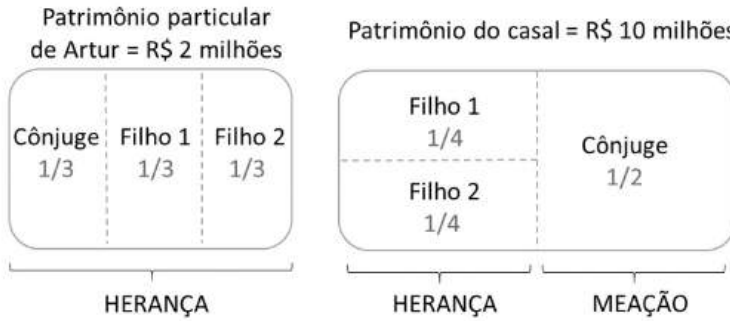 Patrimônio particular
de Artur = R$ 2 milhões
Cônjuge Filho 1 Filho 2
1/3 1/3 1/3
HERANÇA
Patrimônio do casal = R$ 10 milhões
Filho 1
1/4
Filho 2
1/4
Cônjuge
1/2
HERANÇA MEAÇÃO